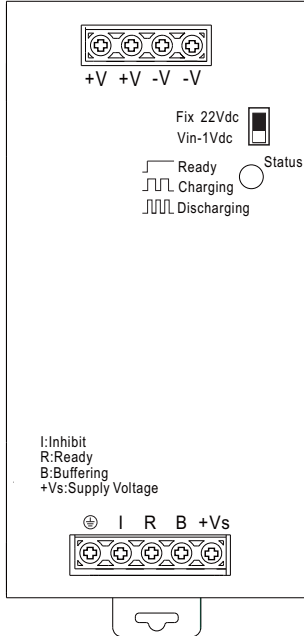 +V +V -V -V
Fix 22Vdc
Vin-1Vdc
Status
Ready
Charging
Discharging
I:Inhibit
R:Ready
B:Buffering
+Vs:Supply Voltage
I R B +Vs